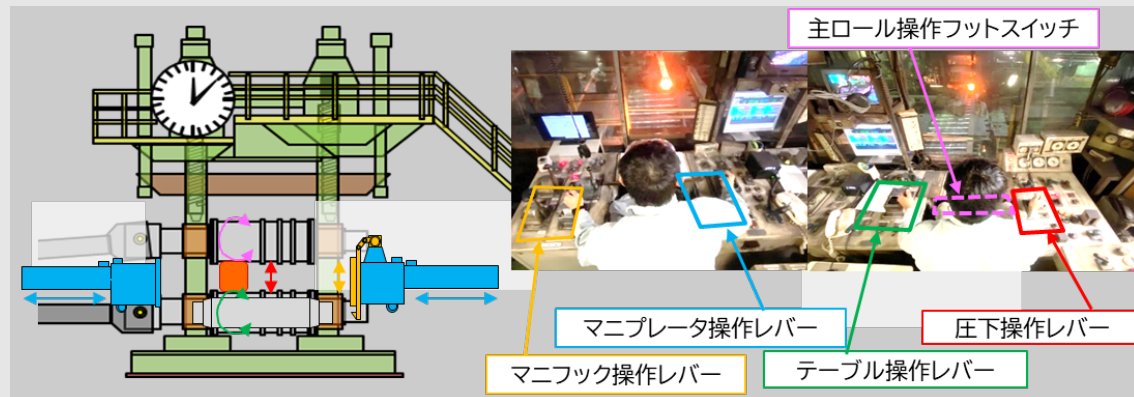 主ロール操作フットスイッチ
マニプレータ操作レバー
圧下操作レバー
マニフック操作レバー
テーブル操作レバー